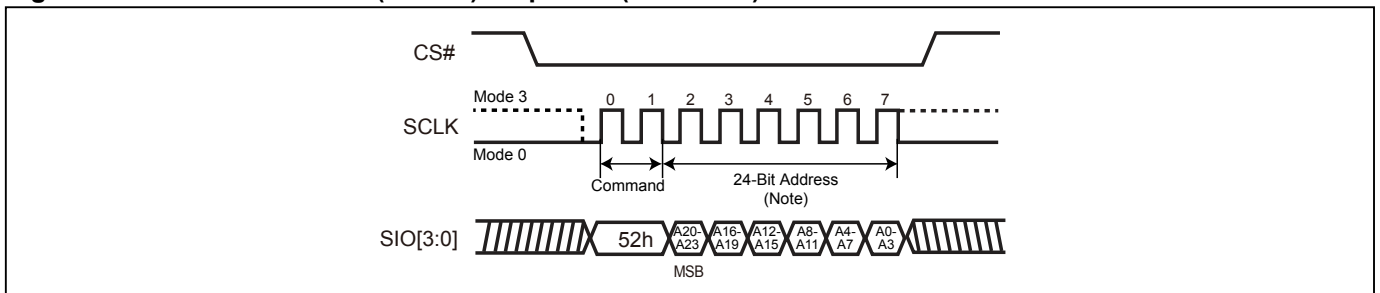 CS#
Mode 3
0 1 2 3 4 5 6 7
SCLK
Mode 0
Command
24-Bit Address
(Note)
SIO[3:0]
52h
A20-
A23
A16-
A19
A12-
A15
A8-
A11
A4-
A7
A0-
A3
MSB